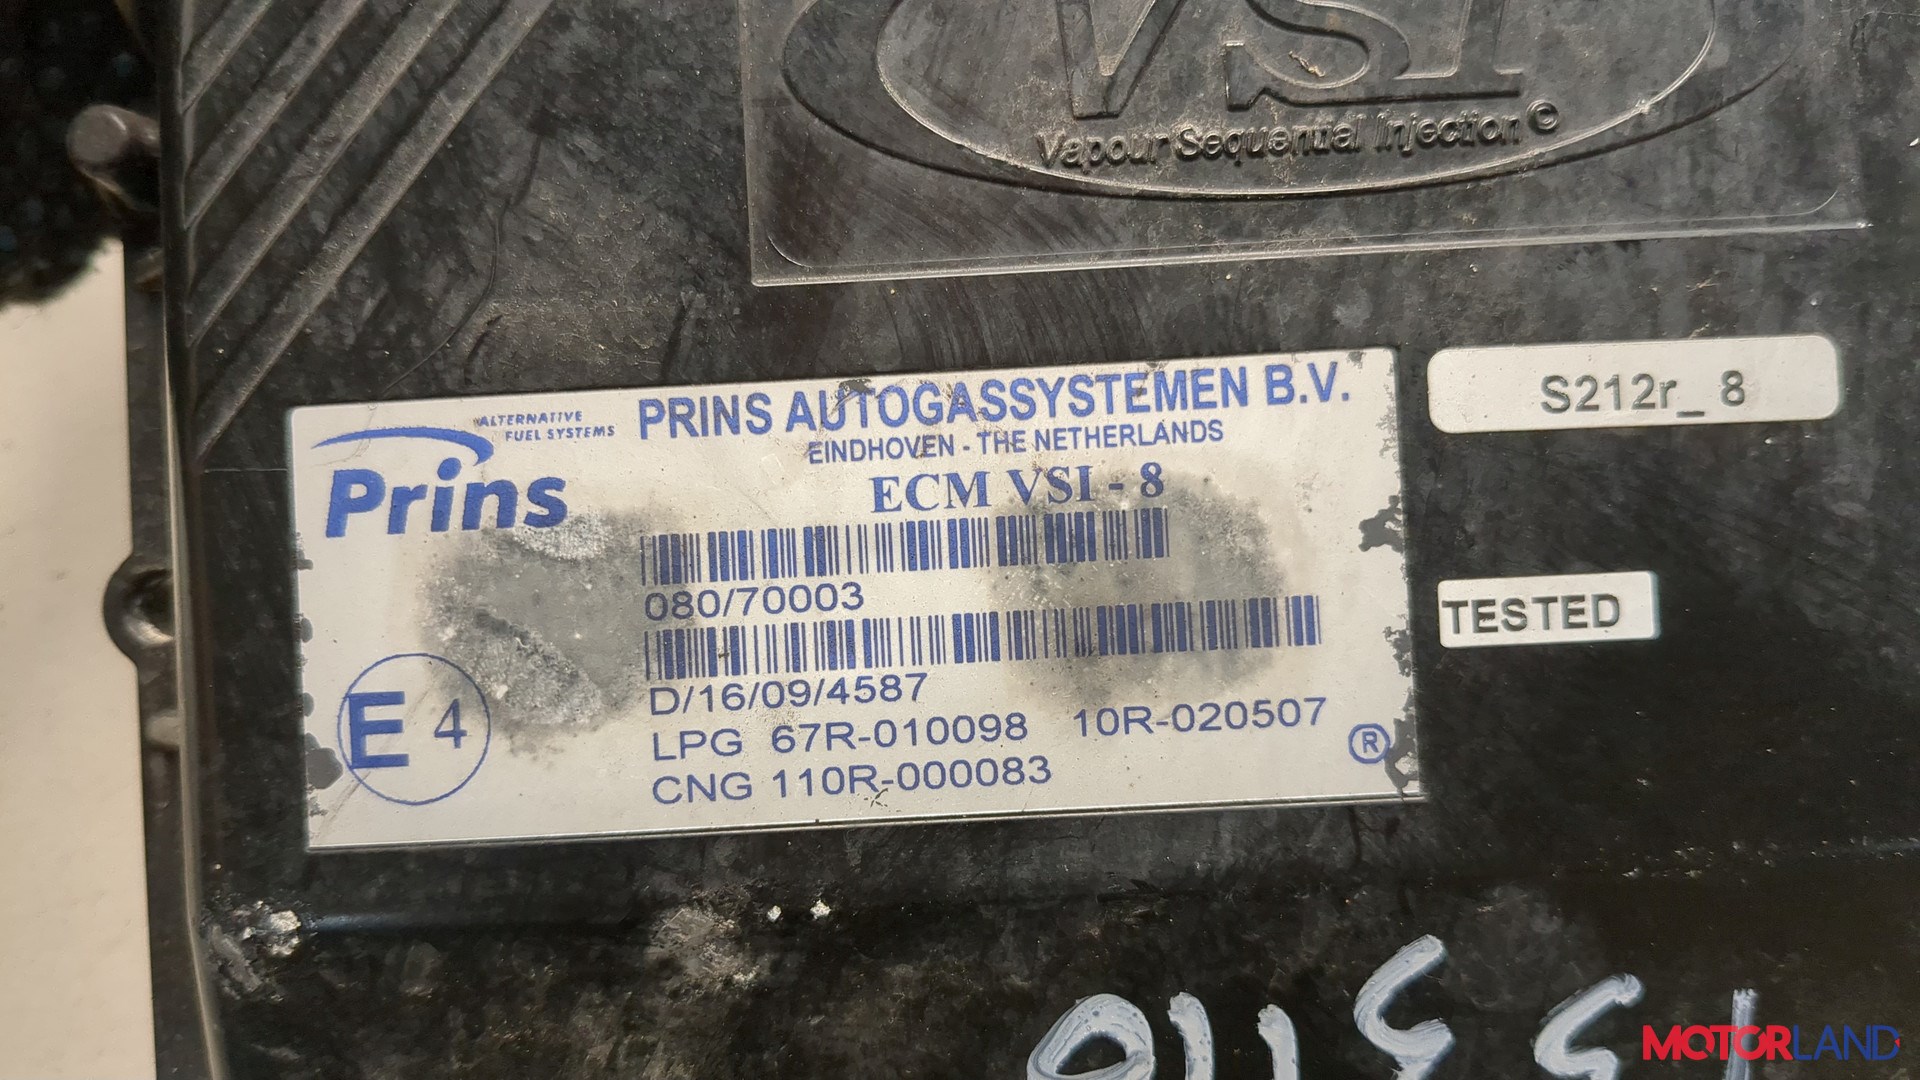 VSI
Vapour Sequential Injection ©
ALTERNATIVE
FUEL SYSTEMS
Prins
PRINS AUTOGASSYSTEMEN B.V.
EINDHOVEN - THE NETHERLANDS
ECM VSI - 8
080/70003
D/16/09/4587
LPG 67R-010098 10R-020507
CNG 110R-000083
E 4
®
S212r_ 8
TESTED
MOTORLAND